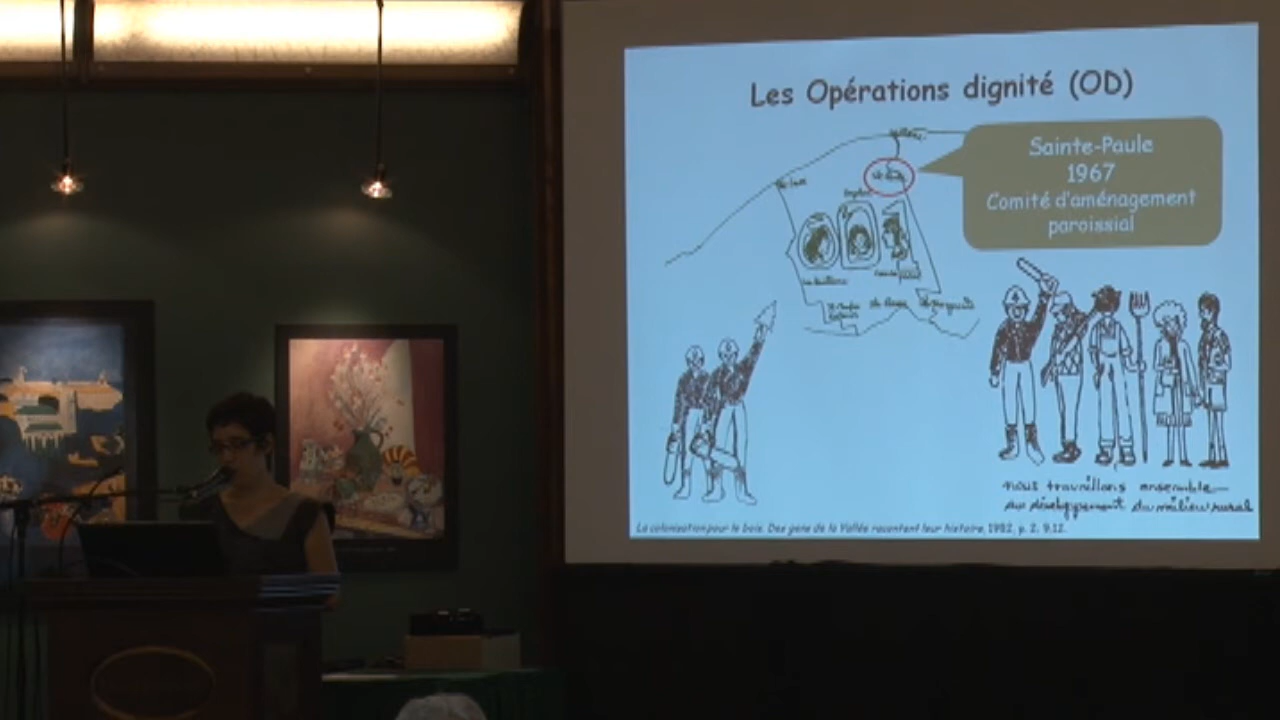 Les Opérations dignité (OD)
Sainte-Paule
1967
Comité d'aménagement
paroissial
nous travaillons ensemble
au développement du milieu rural
La colonisation pour le bois. Des gens de la Vallée racontent leur histoire, 1982, p. 2, 9,12.